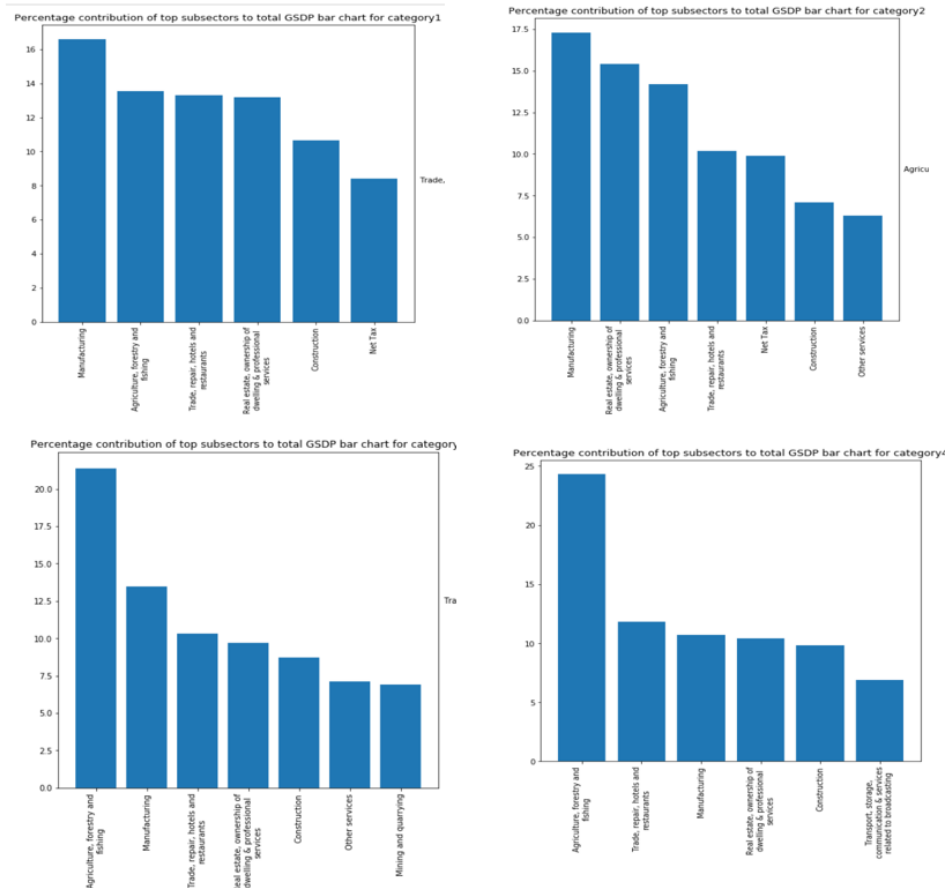 Percentage contribution of top subsectors to total GSDP bar chart for category1
16
14
12
10
8
6
4
2
0
Manufacturing
Agriculture, forestry and
fishing
Trade, repair, hotels and
restaurants
Real estate, ownership of
dwelling & professional
services
Construction
Net Tax
Trade,
Percentage contribution of top subsectors to total GSDP bar chart for category2
17.5
15.0
12.5
10.0
7.5
5.0
2.5
0.0
Manufacturing
Real estate, ownership of
dwelling & professional
services
Agriculture, forestry and
fishing
Trade, repair, hotels and
restaurants
Net Tax
Construction
Other services
Agricu
Percentage contribution of top subsectors to total GSDP bar chart for category
20.0
17.5
15.0
12.5
10.0
7.5
5.0
2.5
0.0
Agriculture, forestry and
fishing
Manufacturing
Trade, repair, hotels and
restaurants
Real estate, ownership of
dwelling & professional
services
Construction
Other services
Mining and quarrying
Tra
Percentage contribution of top subsectors to total GSDP bar chart for category4
25
20
15
10
5
0
Agriculture, forestry and
fishing
Trade, repair, hotels and
restaurants
Manufacturing
Real estate, ownership of
dwelling & professional
services
Construction
Transport, storage,
communication & services
related to broadcasting